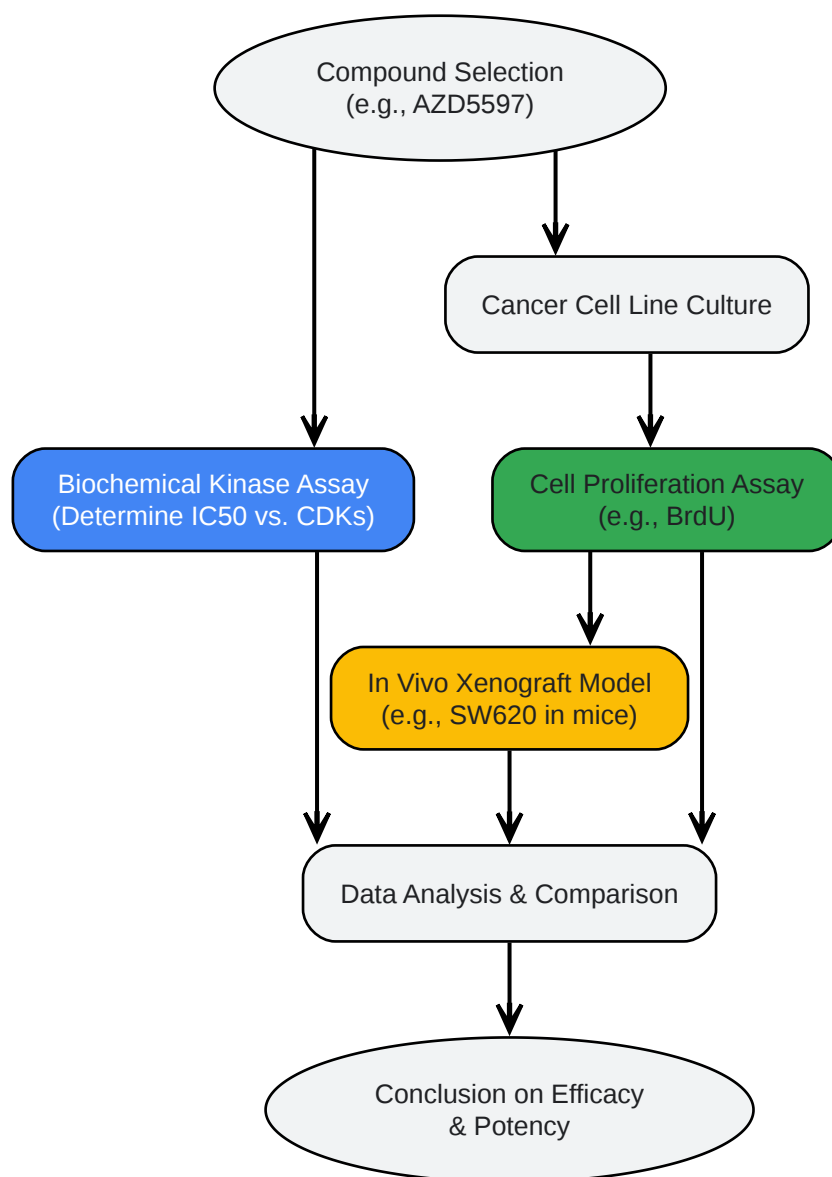 Compound Selection
(e.g., AZD5597)
Cancer Cell Line Culture
Biochemical Kinase Assay
(Determine IC50 vs. CDKs)
Cell Proliferation Assay
(e.g., BrdU)
In Vivo Xenograft Model
(e.g., SW620 in mice)
Data Analysis & Comparison
Conclusion on Efficacy
& Potency